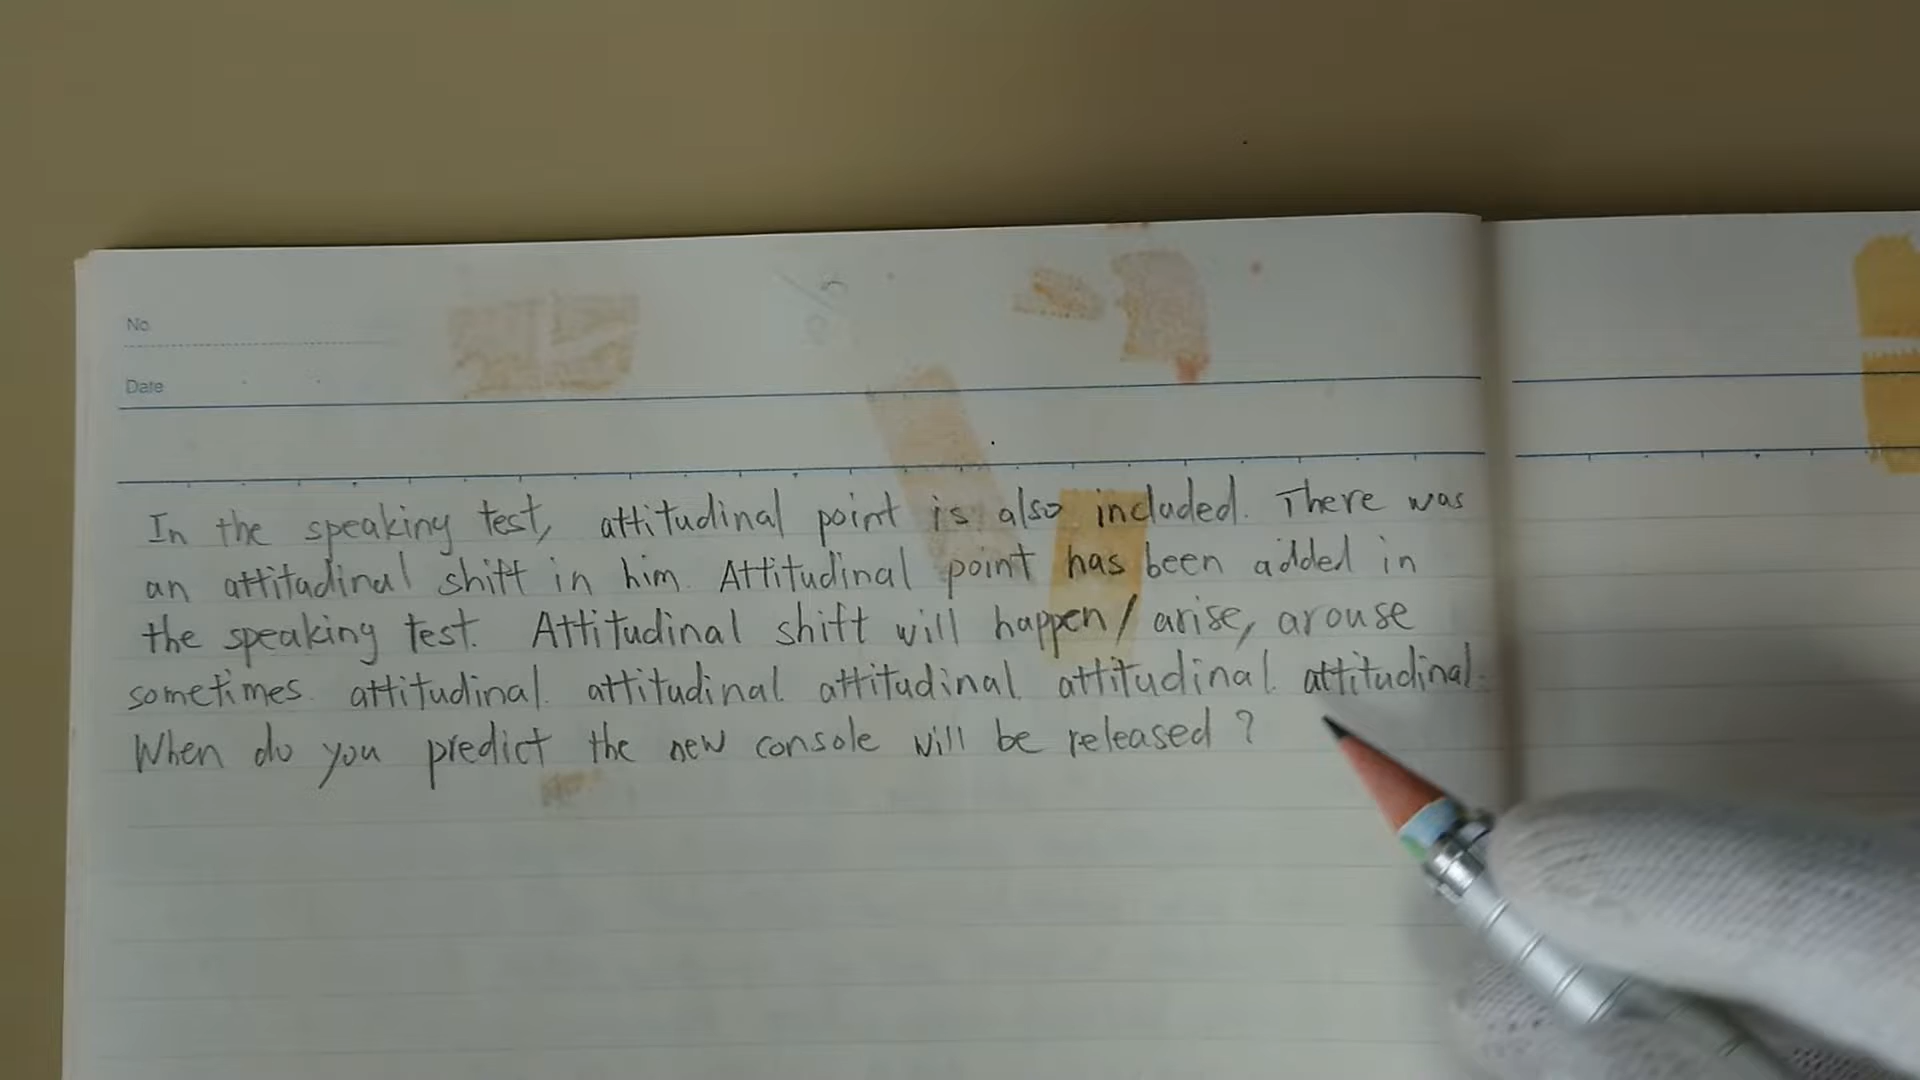 No.
Date
In the speaking test, attitudinal point is also included. There was
an attitudinal shift in him. Attitudinal point has been added in
the speaking test. Attitudinal shift will happen/ arise, arouse
sometimes. attitudinal. attitudinal. attitudinal. attitudinal. attitudinal.
When do you predict the new console will be released?